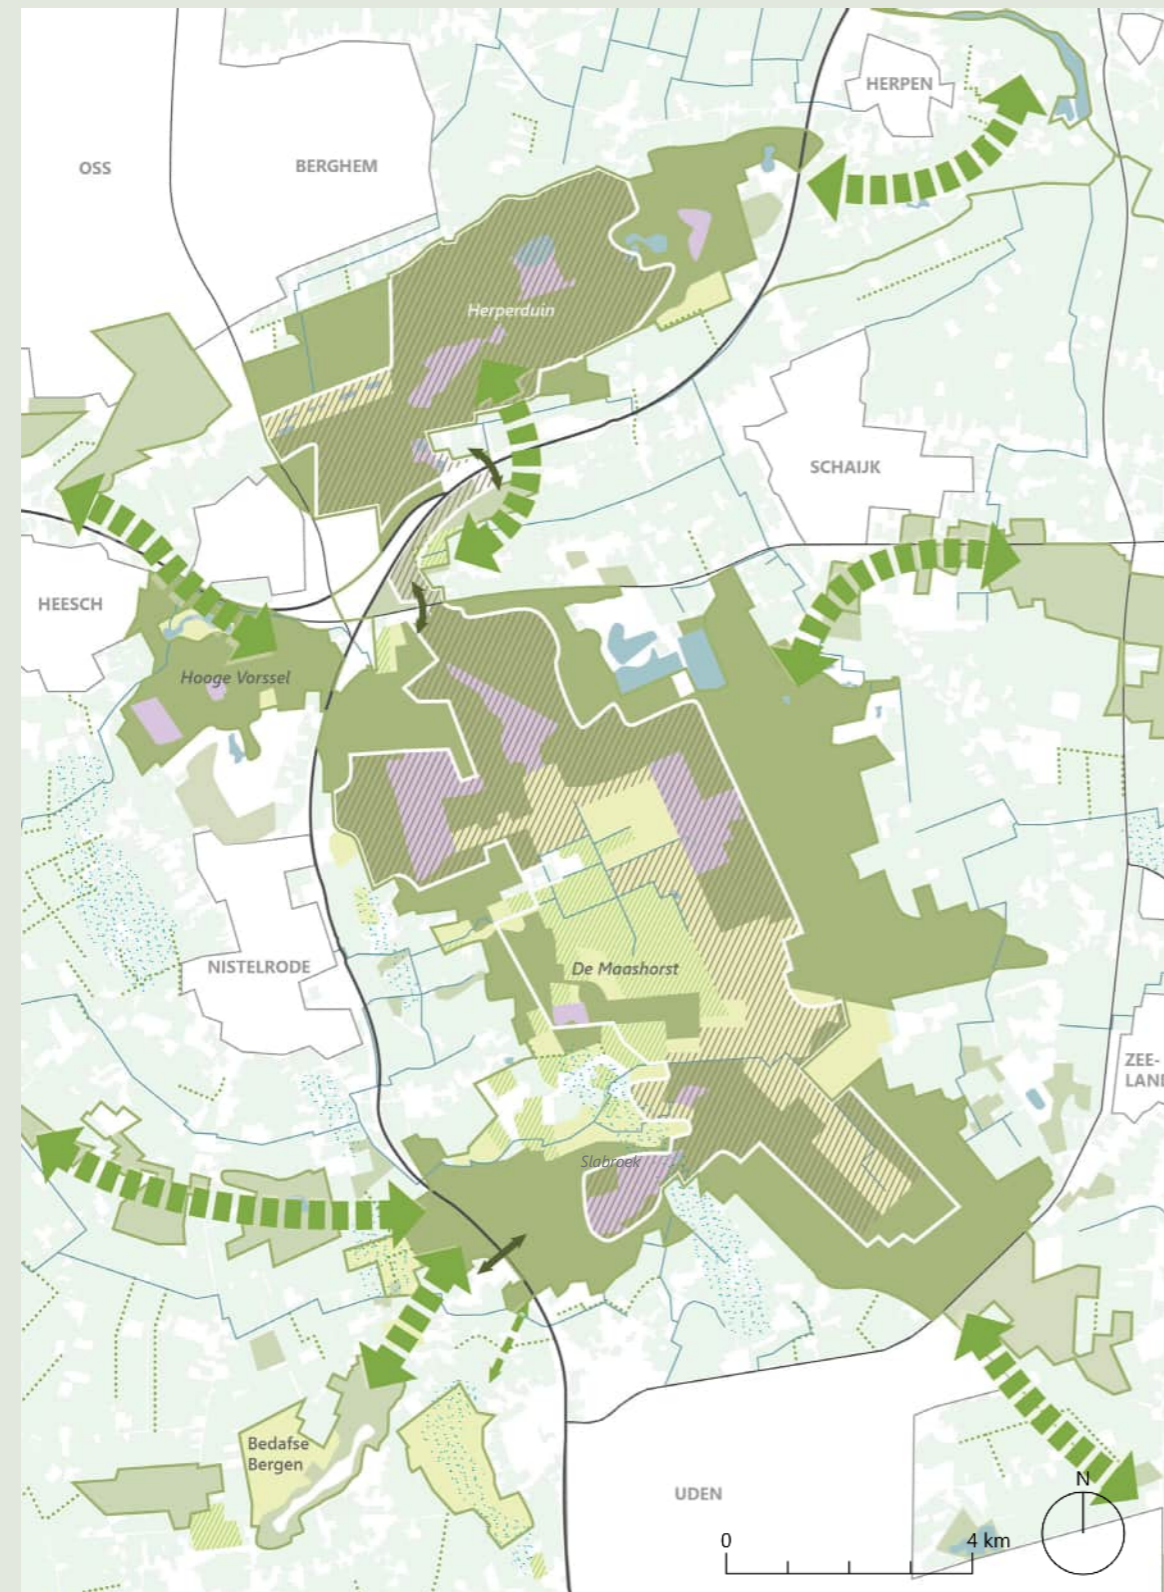 HERPEN
OSS
BERGHEM
Herperduin
SCHAIJK
HEESCH
Hooge Vorssel
NISTELRODE
De Maashorst
ZEE-
LAND
Slabroek
Bedafse
Bergen
UDEN
N
0
4 km